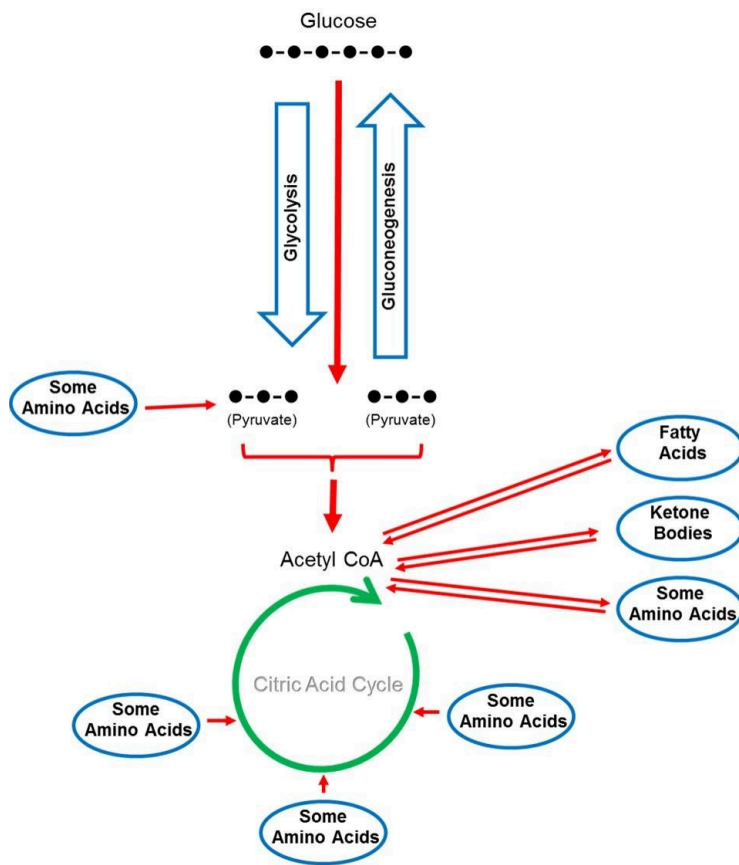 Glucose
Glycolysis
Gluconeogenesis
Some
Amino Acids
(Pyruvate)
(Pyruvate)
Fatty
Acids
Ketone
Bodies
Acetyl CoA
Some
Amino Acids
Citric Acid Cycle
Some
Amino Acids
Some
Amino Acids
Some
Amino Acids